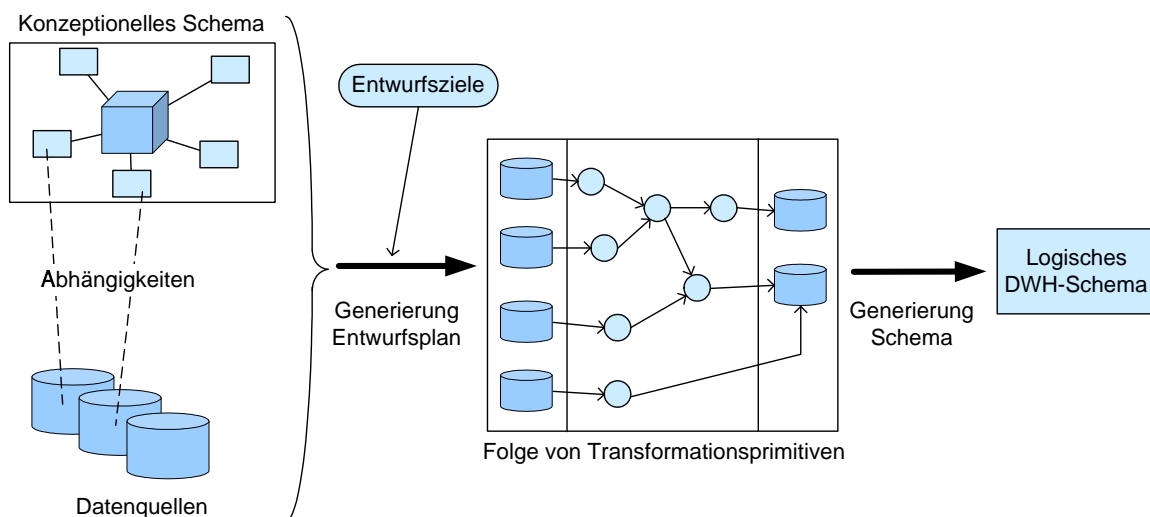 Konzeptionelles Schema
Abhängigkeiten
Datenquellen
Entwurfsziele
Generierung
Entwurfsplan
Folge von Transformationsprimitiven
Generierung
Schema
Logisches
DWH-Schema